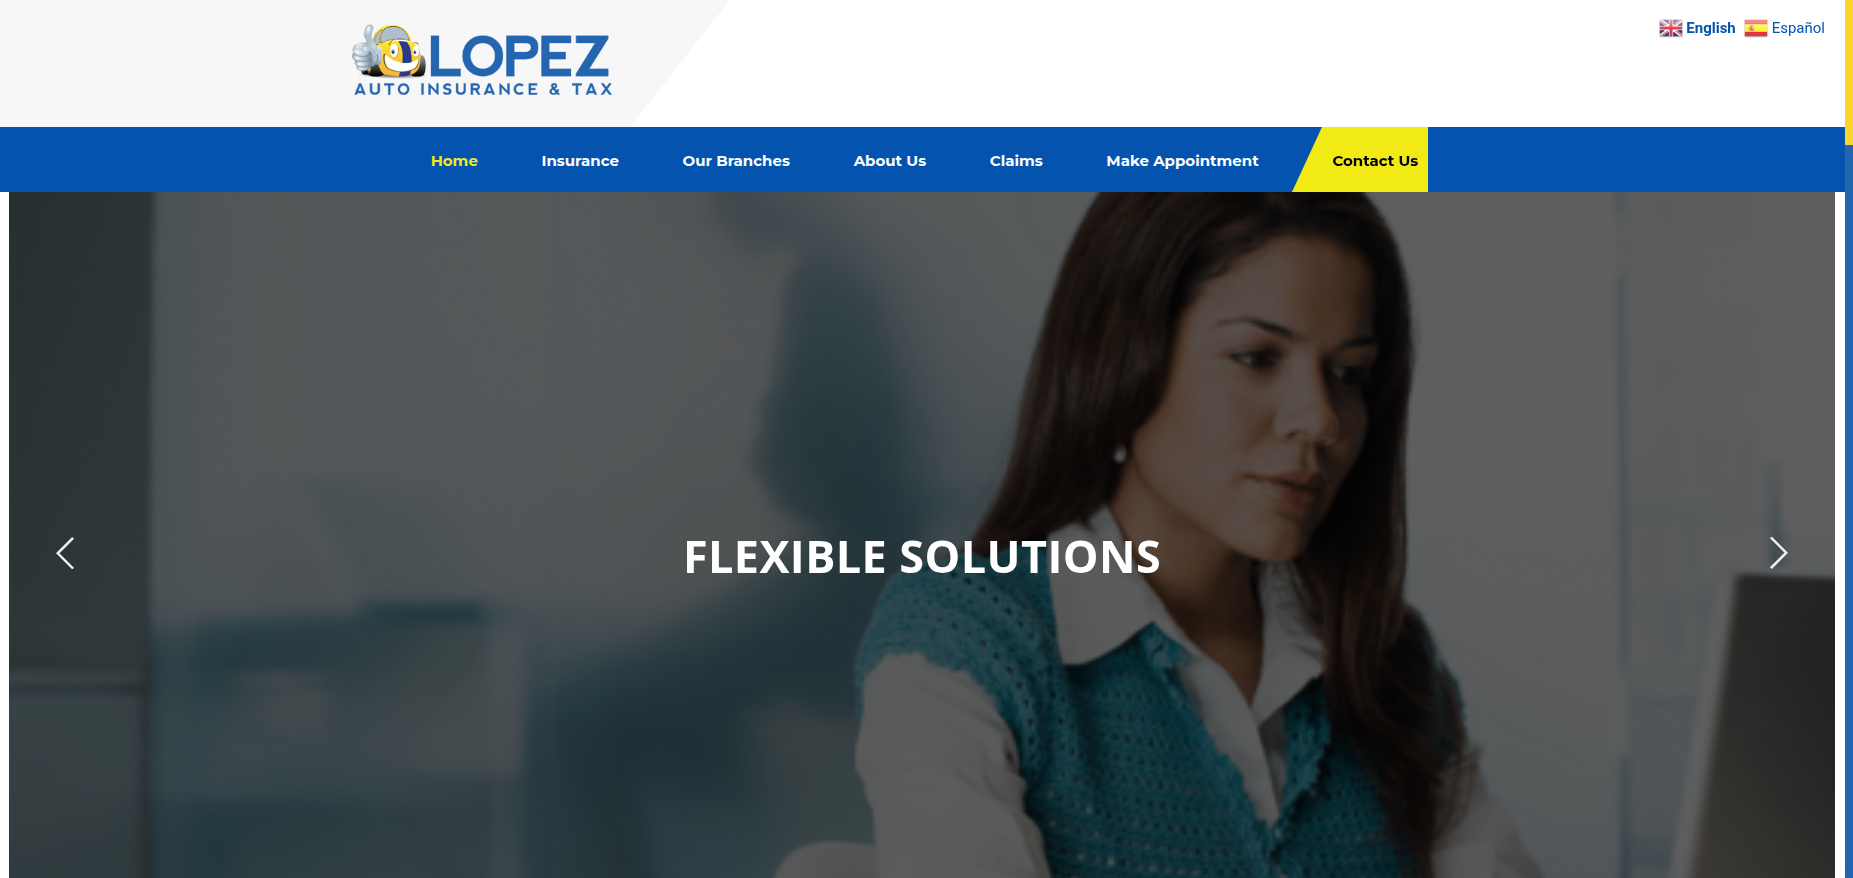 LOPEZ
AUTO INSURANCE & TAX
English Español
Home Insurance Our Branches About Us Claims Make Appointment Contact Us
FLEXIBLE SOLUTIONS